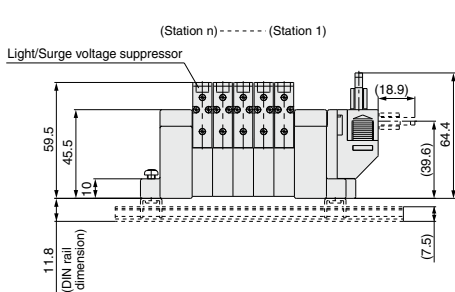 (Station n) ------ (Station 1)
Light/Surge voltage suppressor
(18.9)
59.5
45.5
10
(39.6)
64.4
11.8
(DIN rail
dimension)
(7.5)